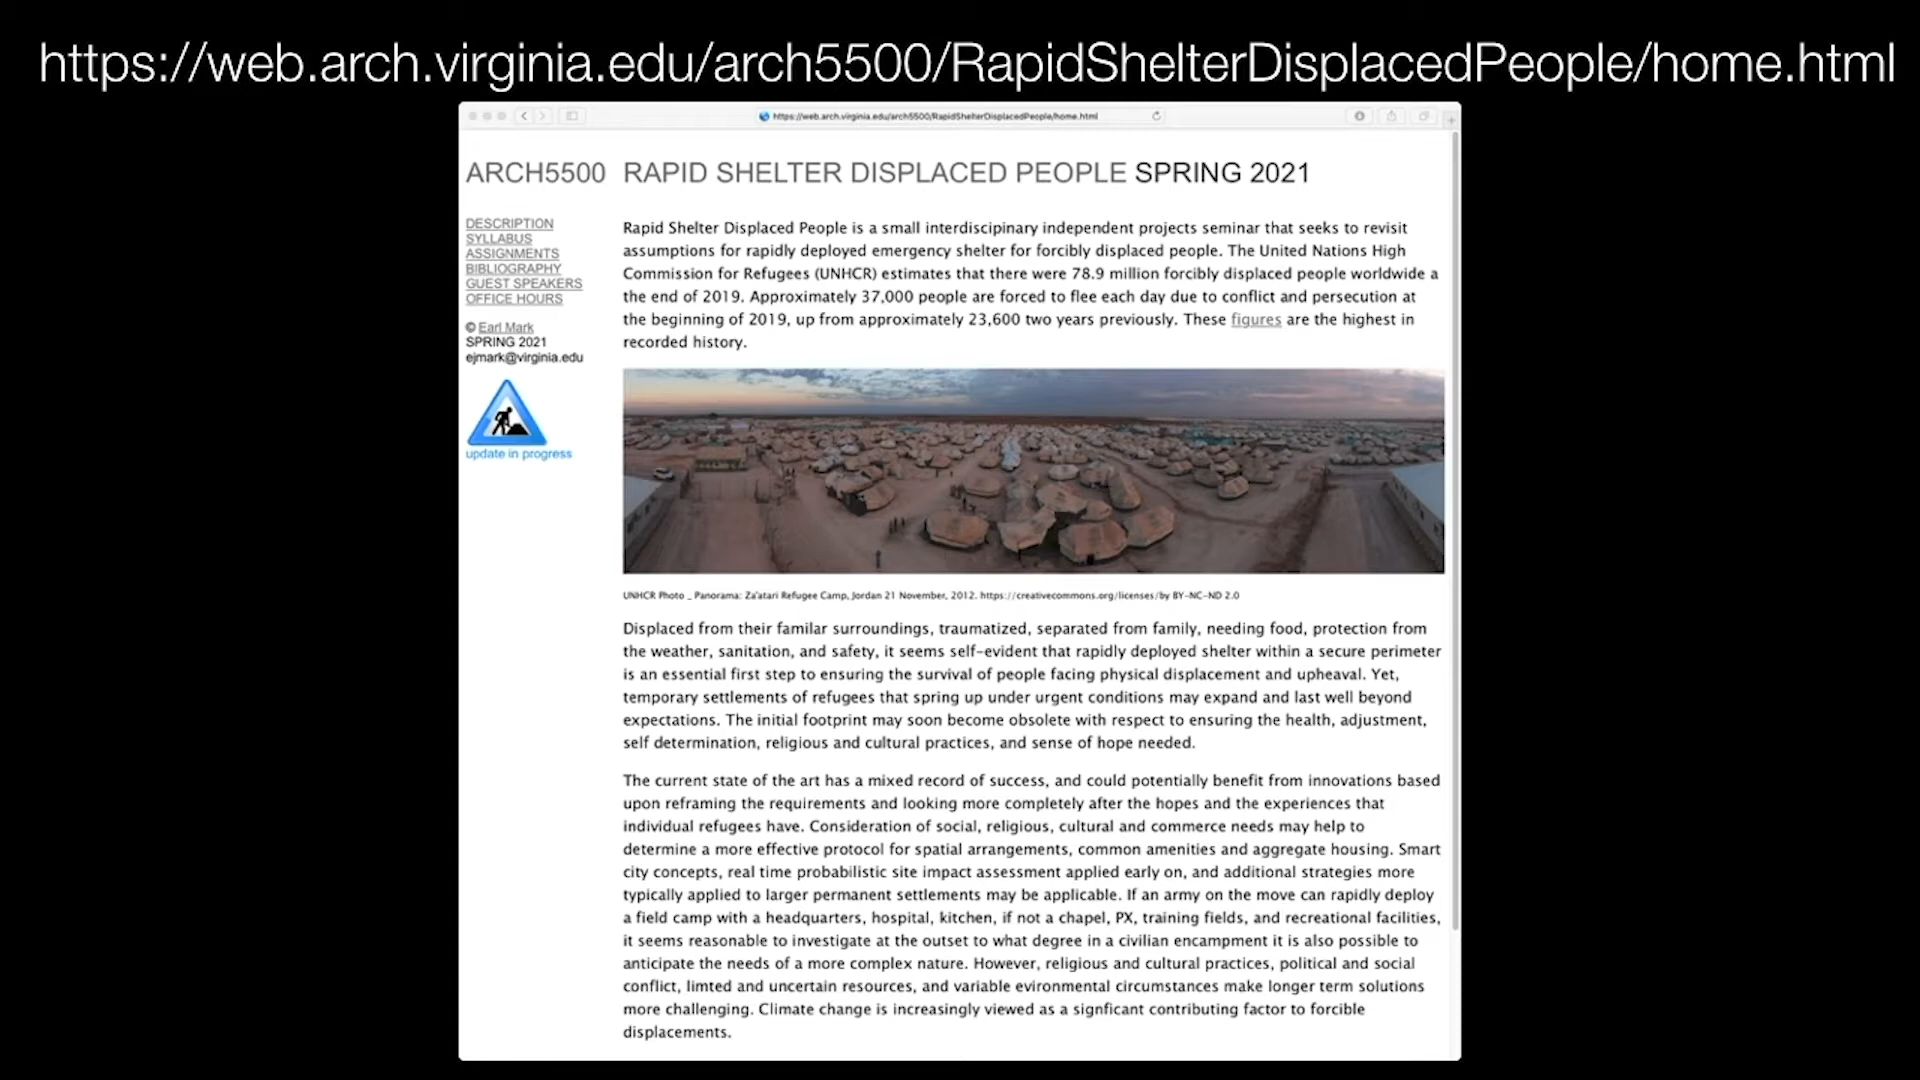 https://web.arch.virginia.edu/arch5500/RapidShelterDisplacedPeople/home.html
https://web.arch.virginia.edu/arch5500/RapidShelterDisplacedPeople/home.html
ARCH5500 RAPID SHELTER DISPLACED PEOPLE SPRING 2021
DESCRIPTION
SYLLABUS
ASSIGNMENTS
BIBLIOGRAPHY
GUEST SPEAKERS
OFFICE HOURS
© Earl Mark
SPRING 2021
ejmark@virginia.edu
update in progress
Rapid Shelter Displaced People is a small interdiscipinary independent projects seminar that seeks to revisit
assumptions for rapidly deployed emergency shelter for forcibly displaced people. The United Nations High
Commission for Refugees (UNHCR) estimates that there were 78.9 million forcibly displaced people worldwide a
the end of 2019. Approximately 37,000 people are forced to flee each day due to conflict and persecution at
the beginning of 2019, up from approximately 23,600 two years previously. These figures are the highest in
recorded history.
UNHCR Photo _ Panorama: Za'atari Refugee Camp, Jordan 21 November, 2012. https://creativecommons.org/licenses/by BY-NC-ND 2.0
Displaced from their familar surroundings, traumatized, separated from family, needing food, protection from
the weather, sanitation, and safety, it seems self-evident that rapidly deployed shelter within a secure perimeter
is an essential first step to ensuring the survival of people facing physical displacement and upheaval. Yet,
temporary settlements of refugees that spring up under urgent conditions may expand and last well beyond
expectations. The initial footprint may soon become obsolete with respect to ensuring the health, adjustment,
self determination, religious and cultural practices, and sense of hope needed.
The current state of the art has a mixed record of success, and could potentially benefit from innovations based
upon reframing the requirements and looking more completely after the hopes and the experiences that
individual refugees have. Consideration of social, religious, cultural and commerce needs may help to
determine a more effective protocol for spatial arrangements, common amenities and aggregate housing. Smart
city concepts, real time probabilistic site impact assessment applied early on, and additional strategies more
typically applied to larger permanent settlements may be applicable. If an army on the move can rapidly deploy
a field camp with a headquarters, hospital, kitchen, if not a chapel, PX, training fields, and recreational facilities,
it seems reasonable to investigate at the outset to what degree in a civilian encampment it is also possible to
anticipate the needs of a more complex nature. However, religious and cultural practices, political and social
conflict, limted and uncertain resources, and variable evironmental circumstances make longer term solutions
more challenging. Climate change is increasingly viewed as a signficant contributing factor to forcible
displacements.